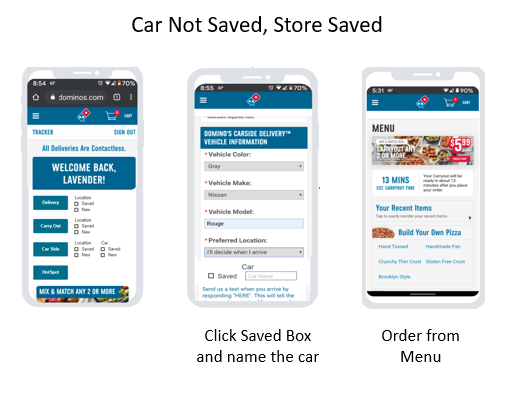 Car Not Saved, Store Saved
8:54
70%
dominos.com
CART
TRACKER
SIGN OUT
All Deliveries Are Contactless.
WELCOME BACK,
LAVENDER!
Delivery
Location
Saved
New
Carry Out
Location
Saved
New
Car Side
Location Car
Saved Saved
New New
HotSpot
MIX & MATCH ANY 2 OR MORE
8:55
70%
CART
DOMINO'S CARSIDE DELIVERY™
VEHICLE INFORMATION
* Vehicle Color:
Gray
* Vehicle Make:
Nissan
* Vehicle Model:
Rouge
* Preferred Location:
I'll decide when I arrive
Car
Saved Car Name
Send us a text when you arrive by
responding "HERE". This will tell the
Click Saved Box
and name the car
5:31
90%
CART
MENU
CARRYOUT ANY
2 OR MORE
$5.99
13 MINS
EST. CARRYOUT TIME
Your Carryout will be
ready in about 13
minutes after you place
your order.
Your Recent Items
Tap to easily reorder your recent items.
Build Your Own Pizza
Hand Tossed Handmade Pan
Crunchy Thin Crust Gluten Free Crust
Brooklyn Style
Order from
Menu